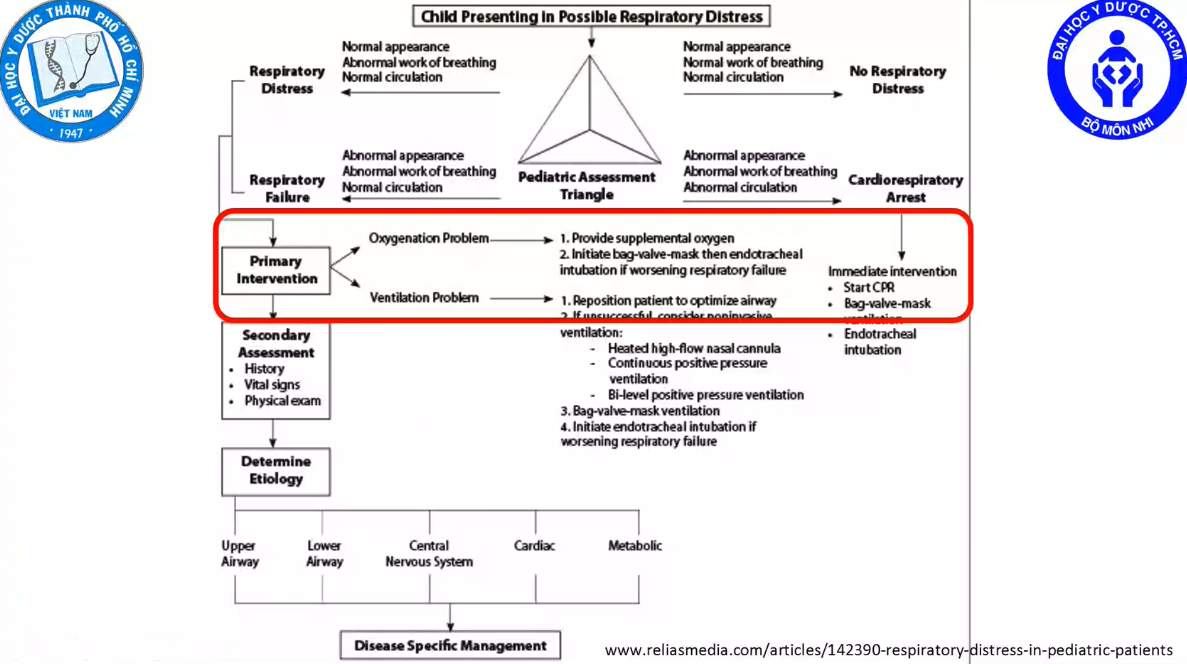 Child Presenting in Possible Respiratory Distress
ĐẠI HỌC Y DƯỢC THÀNH PHỐ HỒ CHÍ MINH
VIỆT NAM
1947
ĐẠI HỌC Y DƯỢC TP.HCM
BỘ MÔN NHI
Respiratory
Distress
Normal appearance
Abnormal work of breathing
Normal circulation
Normal appearance
Normal work of breathing
Normal circulation
No Respiratory
Distress
Respiratory
Failure
Abnormal appearance
Abnormal work of breathing
Normal circulation
Pediatric Assessment
Triangle
Abnormal appearance
Abnormal work of breathing
Abnormal circulation
Cardiorespiratory
Arrest
Primary
Intervention
Oxygenation Problem
1. Provide supplemental oxygen
2. Initiate bag-valve-mask then endotracheal
intubation if worsening respiratory failure
Ventilation Problem
1. Reposition patient to optimize airway
2. If unsuccessful, consider noninvasive
ventilation:
- Heated high-flow nasal cannula
- Continuous positive pressure
ventilation
- Bi-level positive pressure ventilation
3. Bag-valve-mask ventilation
4. Initiate endotracheal intubation if
worsening respiratory failure
Immediate intervention
• Start CPR
• Bag-valve-mask
ventilation
• Endotracheal
intubation
Secondary
Assessment
• History
• Vital signs
• Physical exam
Determine
Etiology
Upper
Airway
Lower
Airway
Central
Nervous System
Cardiac
Metabolic
Disease Specific Management
www.reliasmedia.com/articles/142390-respiratory-distress-in-pediatric-patients